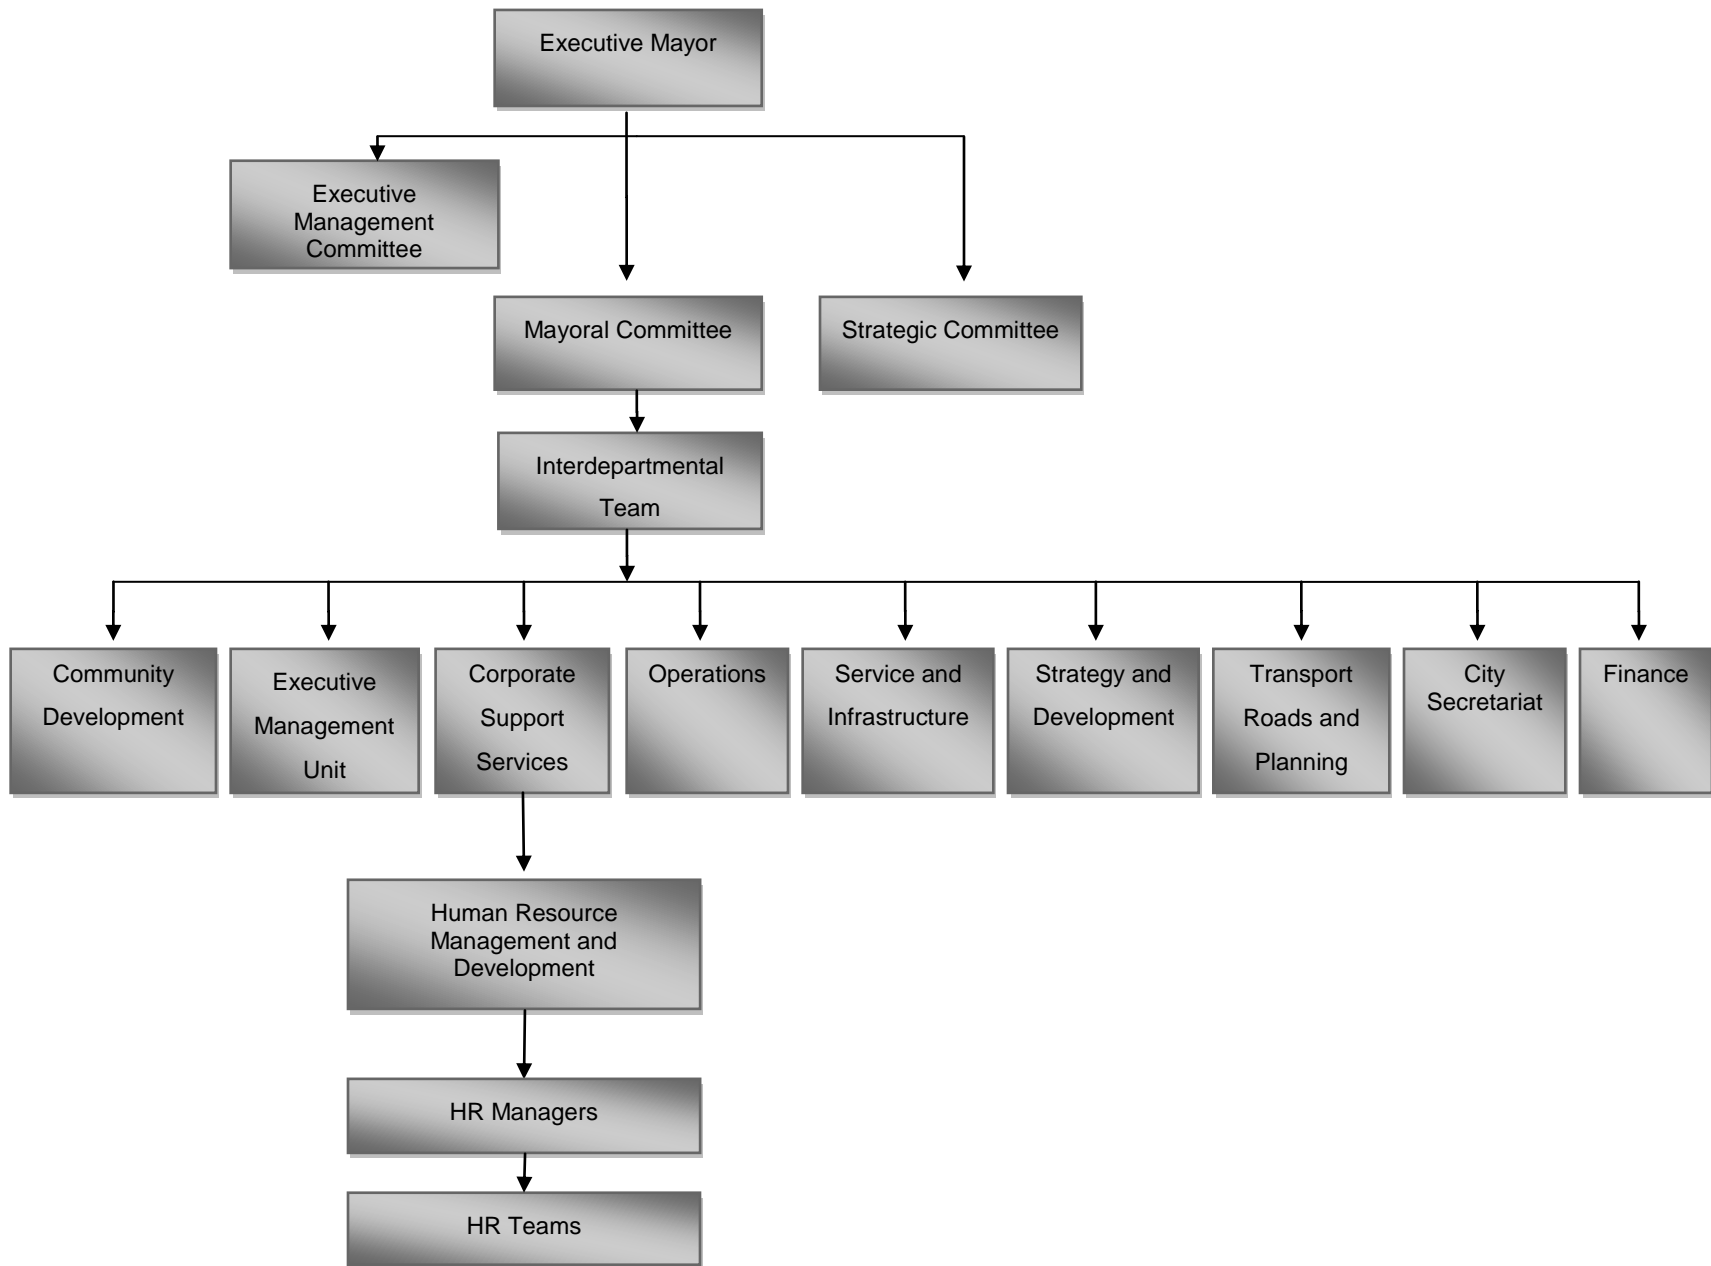 Executive Mayor
Executive
Management
Committee
Mayoral Committee
Strategic Committee
Interdepartmental
Team
Community
Development
Executive
Management
Unit
Corporate
Support
Services
Operations
Service and
Infrastructure
Strategy and
Development
Transport
Roads and
Planning
City
Secretariat
Finance
Human Resource
Management and
Development
HR Managers
HR Teams